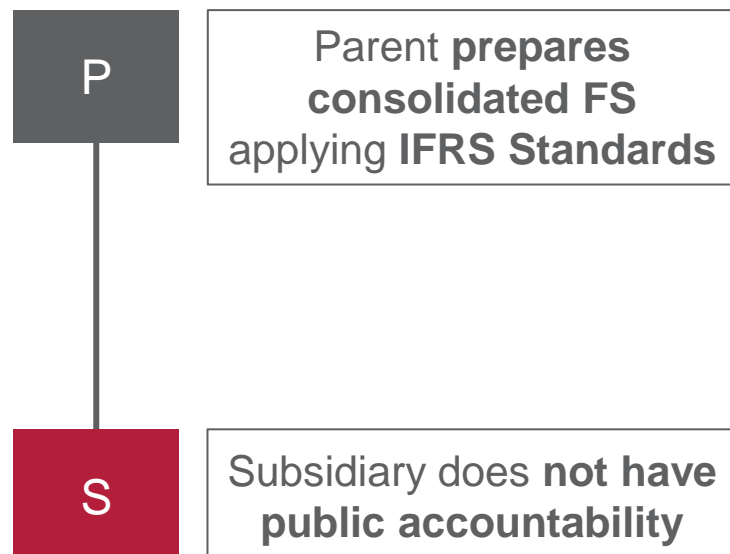 P
Parent prepares
consolidated FS
applying IFRS Standards
S
Subsidiary does not have
public accountability